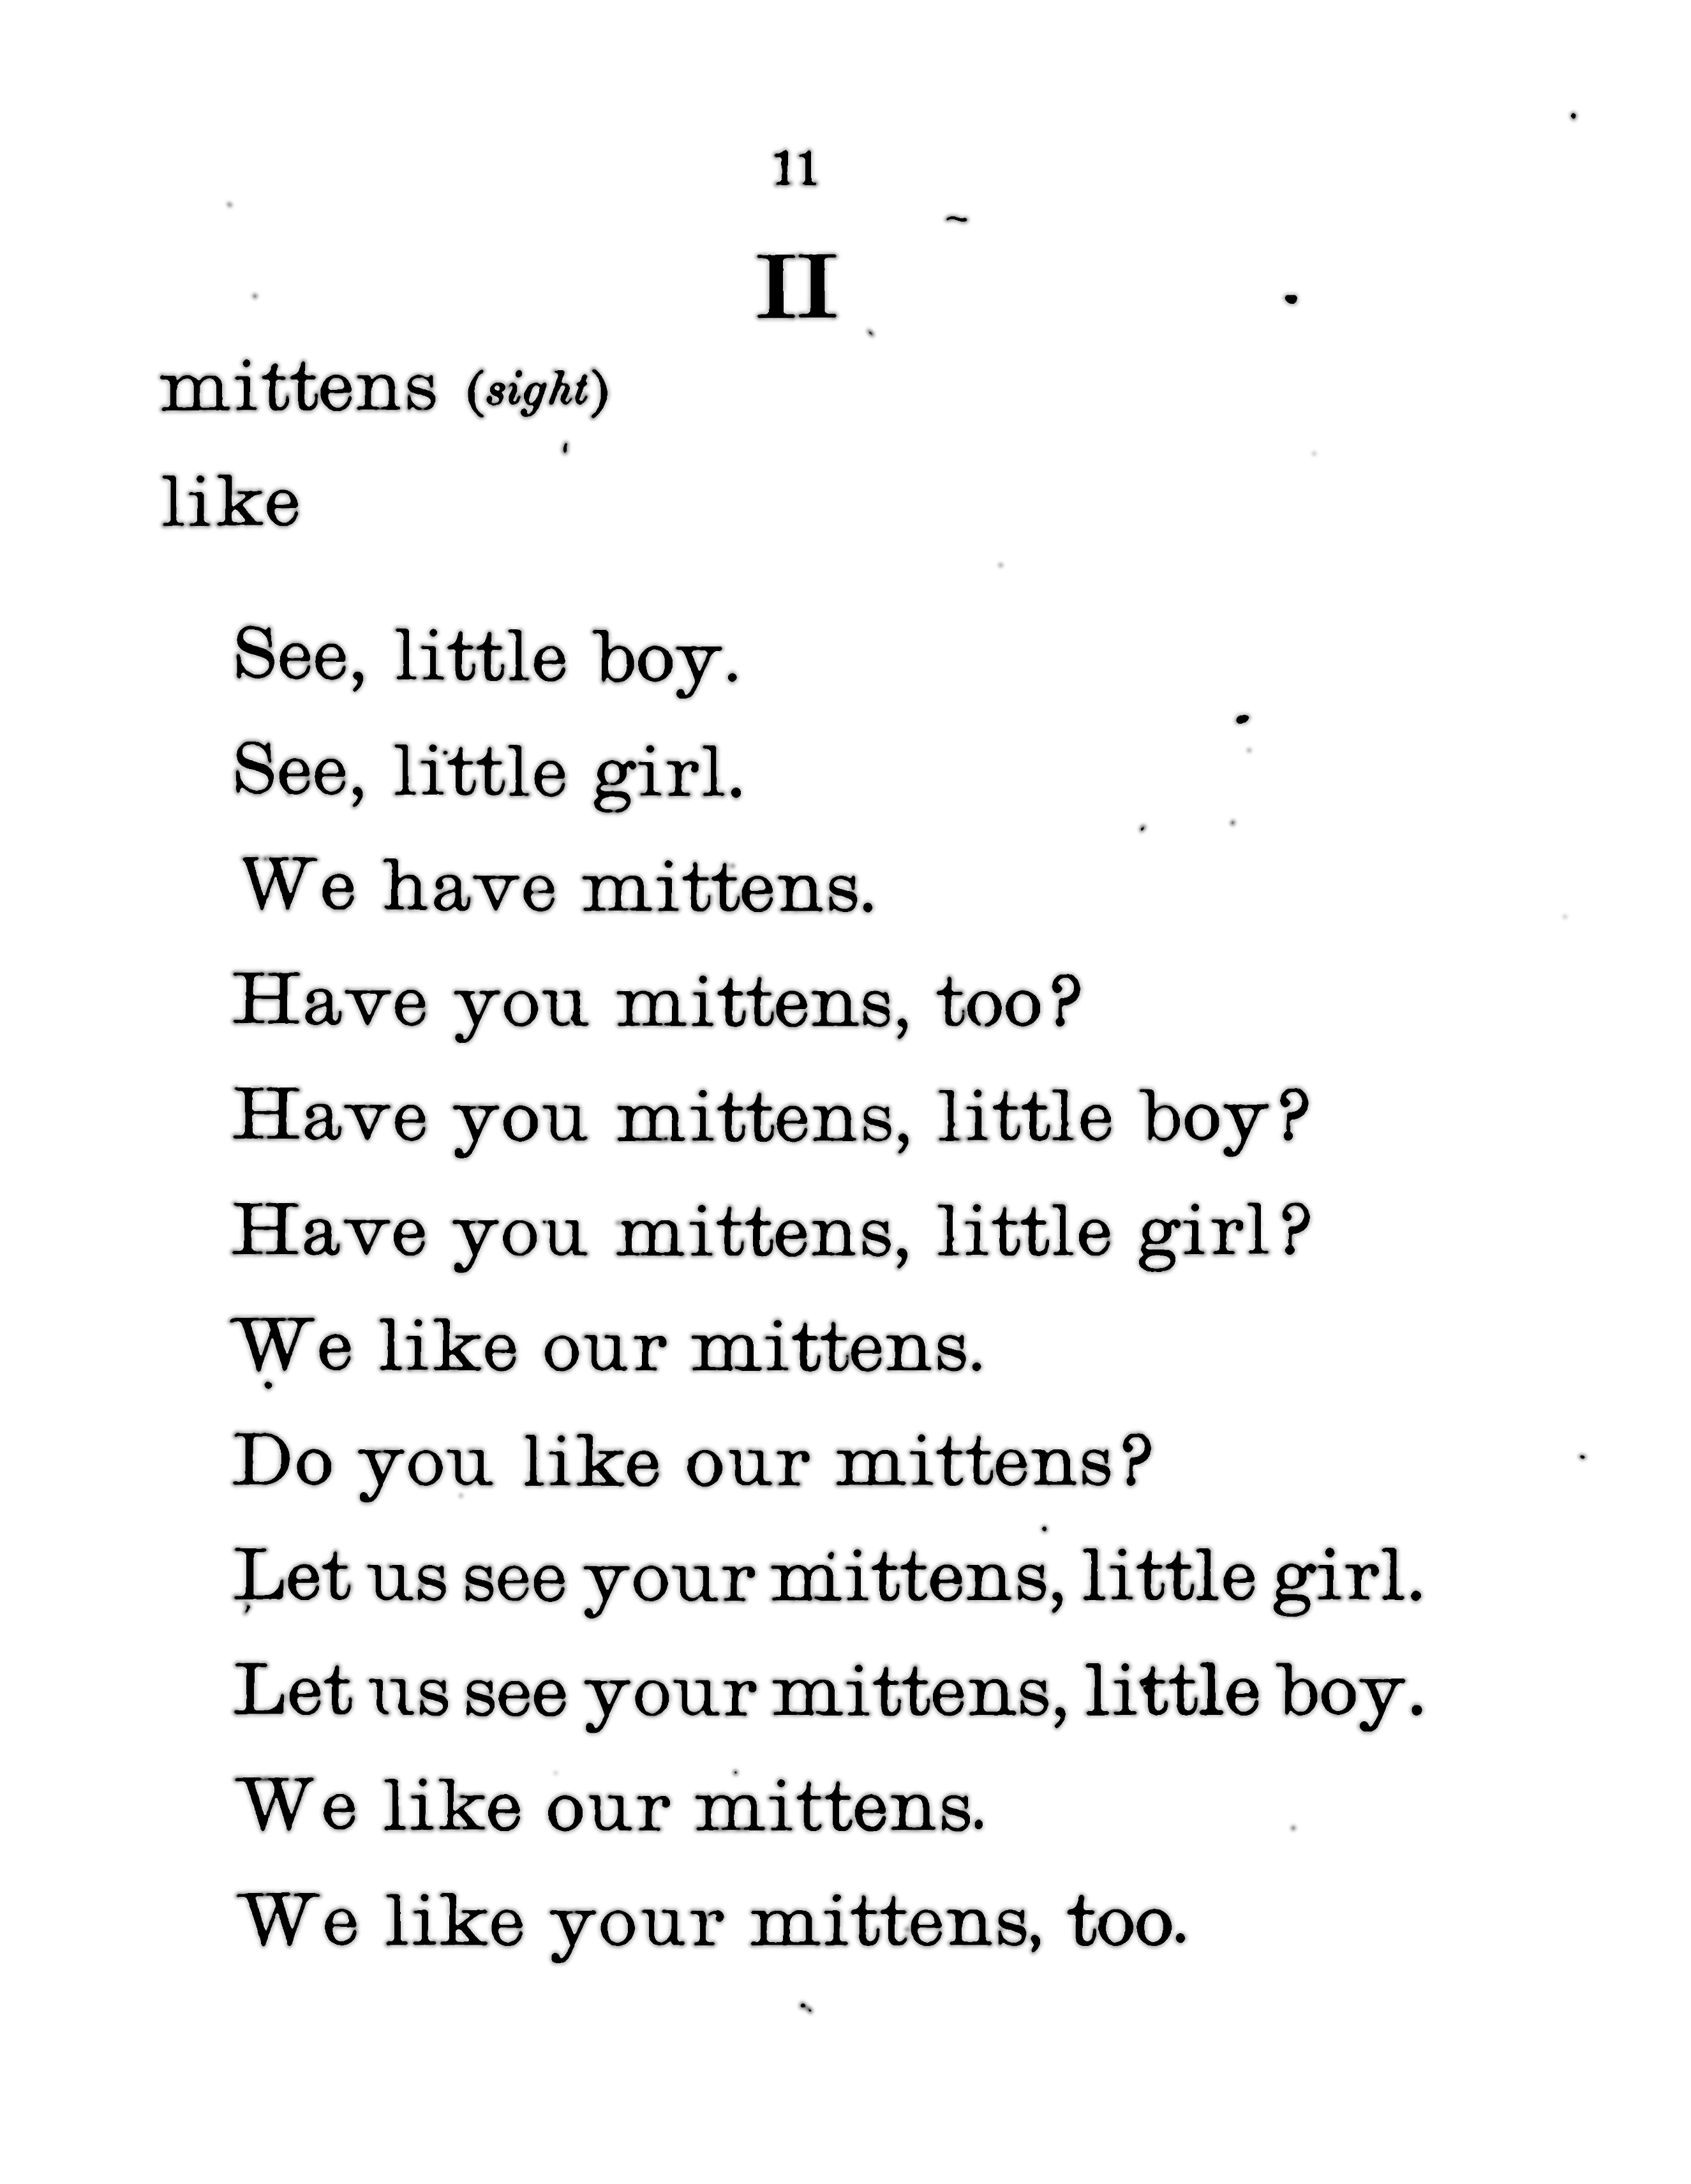 11
II
mittens (sight)
like
See, little boy.
See, little girl.
We have mittens.
Have you mittens, too?
Have you mittens, little boy?
Have you mittens, little girl?
We like our mittens.
Do you like our mittens?
Let us see your mittens, little girl.
Let us see your mittens, little boy.
We like our mittens.
We like your mittens, too.